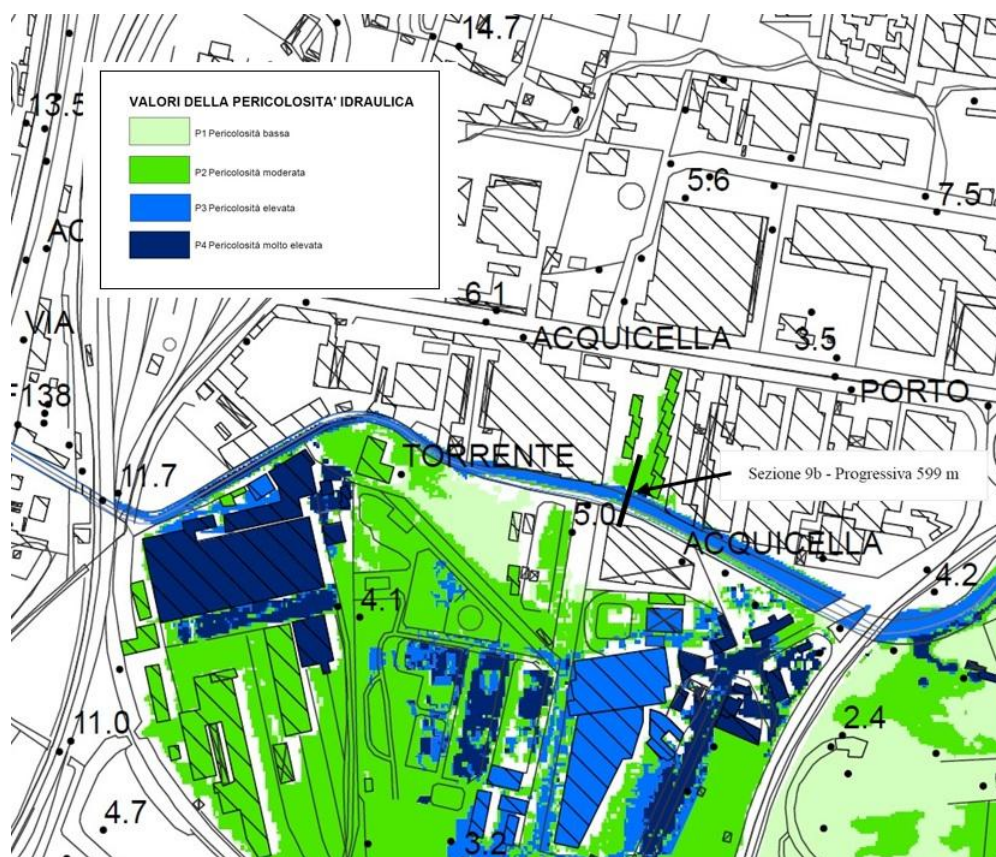 14.7
13.5
VALORI DELLA PERICOLOSITA' IDRAULICA
P1 Pericolosità bassa
P2 Pericolosità moderata
P3 Pericolosità elevata
P4 Pericolosità molto elevata
5.6
7.5
AC
6.1
VIA
ACQUICELLA
3.5
138
PORTO
TORRENTE
11.7
Sezione 9b - Progressiva 599 m
5.0
ACQUICELLA
4.2
4.1
11.0
2.4
4.7
3.2